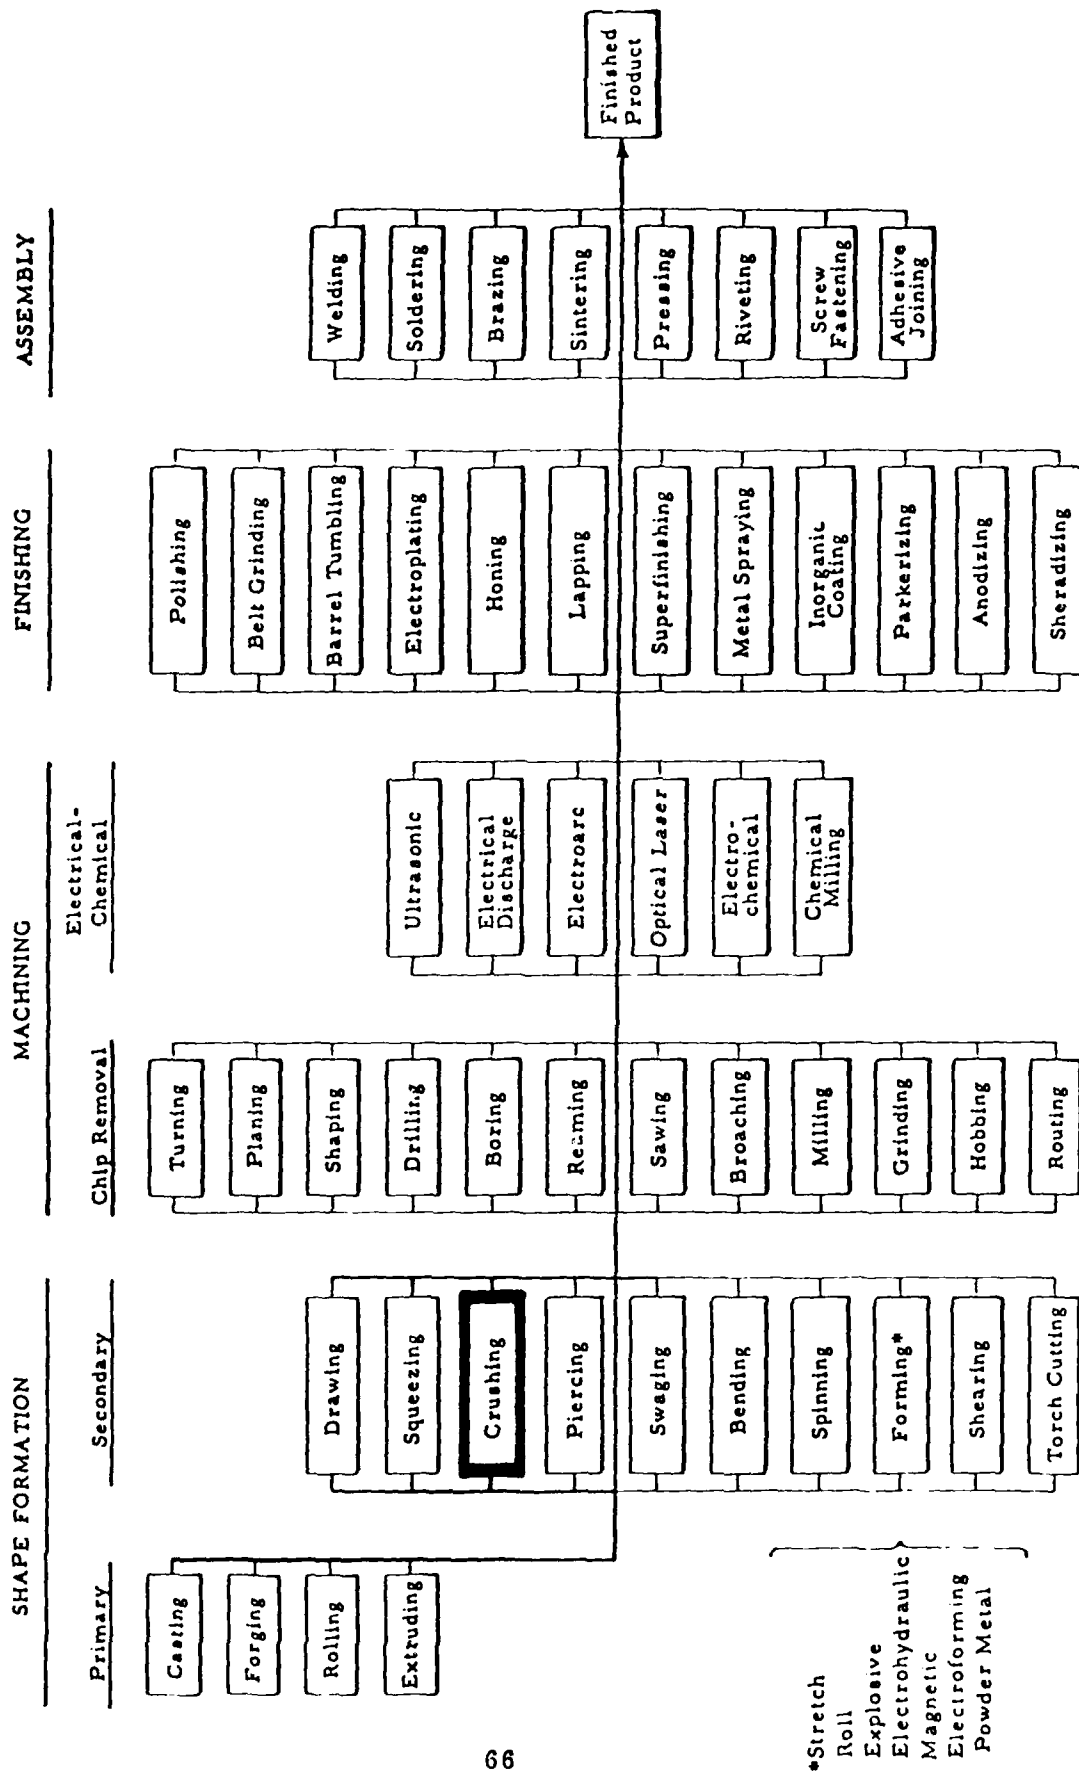 SHAPE FORMATION
MACHINING
FINISHING
ASSEMBLY
Primary
Secondary
Chip Removal
Electrical-
Chemical
Casting
Forging
Rolling
Extruding
Drawing
Squeezing
Crushing
Piercing
Swaging
Bending
Spinning
Forming*
Shearing
Torch Cutting
Turning
Planing
Shaping
Drilling
Boring
Reaming
Sawing
Broaching
Milling
Grinding
Hobbing
Routing
Ultrasonic
Electrical
Discharge
Electroarc
Optical Laser
Electro-
chemical
Chemical
Milling
Polishing
Belt Grinding
Barrel Tumbling
Electroplating
Honing
Lapping
Superfinishing
Metal Spraying
Inorganic
Coating
Parkerizing
Anodizing
Sheradizing
Welding
Soldering
Brazing
Sintering
Pressing
Riveting
Screw
Fastening
Adhesive
Joining
Finished
Product
*Stretch
Roll
Explosive
Electrohydraulic
Magnetic
Electroforming
Powder Metal
66